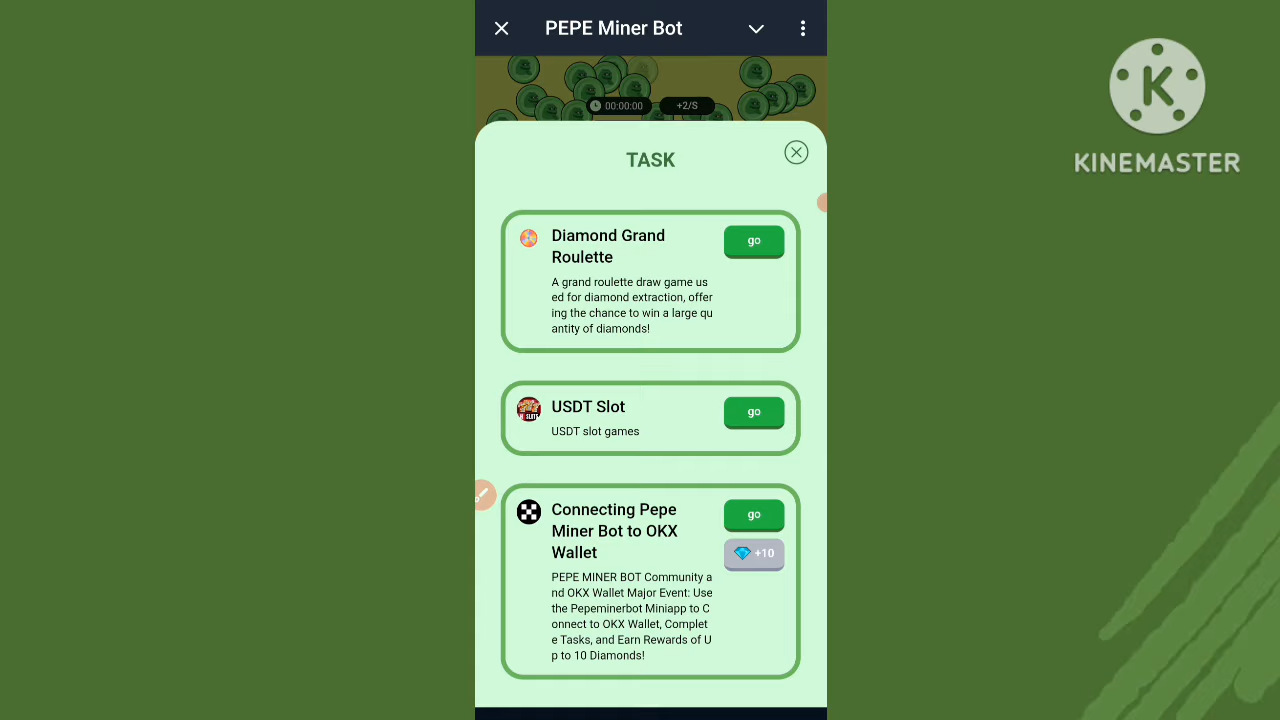 PEPE Miner Bot
00:00:00
+2/S
TASK
Diamond Grand
Roulette
go
A grand roulette draw game us
ed for diamond extraction, offer
ing the chance to win a large qu
antity of diamonds!
USDT Slot
go
USDT slot games
Connecting Pepe
Miner Bot to OKX
Wallet
go
+10
PEPE MINER BOT Community a
nd OKX Wallet Major Event: Use
the Pepeminerbot Miniapp to C
onnect to OKX Wallet, Complet
e Tasks, and Earn Rewards of U
p to 10 Diamonds!
K
KINEMASTER